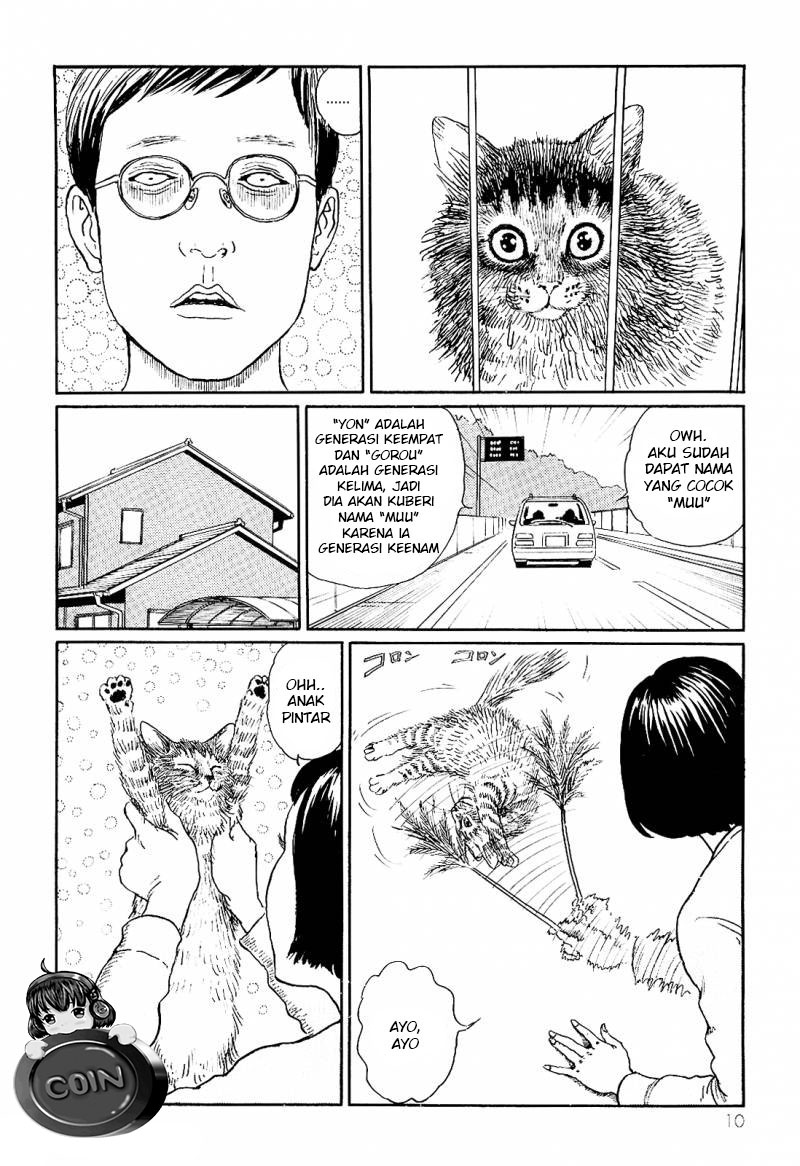 .......
OWH.
AKU SUDAH
DAPAT NAMA
YANG COCOK
"MUU"
"YON" ADALAH
GENERASI KEEMPAT
DAN "GOROU"
ADALAH GENERASI
KELIMA, JADI
DIA AKAN KUBERI
NAMA "MUU"
KARENA IA
GENERASI KEENAM
コロン コロン
AYO,
AYO
OHH..
ANAK
PINTAR
COIN
10